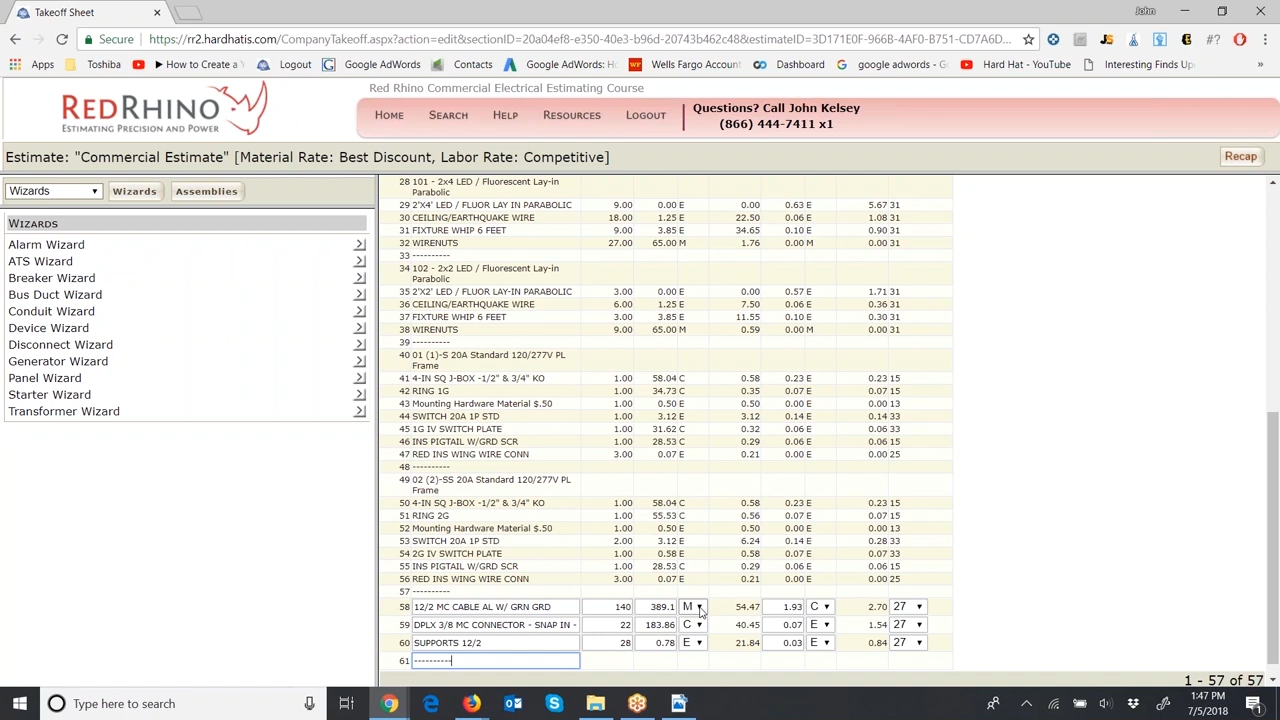 Takeoff Sheet
John
Secure https://rr2.hardhatis.com/CompanyTakeoff.aspx?action=edit&sectionID=20a04ef8-e350-40e3-b96d-20743b462c48&estimateID=3D171E0F-966B-4AF0-B751-CD7A6D...
#?
Apps Toshiba ► How to Create a Y Logout Google AdWords Contexts Google AdWords: Ho Wells Fargo Account Dashboard google adwords - Go Hard Hat - YouTube Interesting Finds Up
Red Rhino Commercial Electrical Estimating Course
REDRHINO
ESTIMATING PRECISION AND POWER
HOME SEARCH HELP RESOURCES LOGOUT
Questions? Call John Kelsey
(866) 444-7411 x1
Estimate: "Commercial Estimate" [Material Rate: Best Discount, Labor Rate: Competitive]
Recap
Wizards Wizards Assemblies
WIZARDS
Alarm Wizard
ATS Wizard
Breaker Wizard
Bus Duct Wizard
Conduit Wizard
Device Wizard
Disconnect Wizard
Generator Wizard
Panel Wizard
Starter Wizard
Transformer Wizard
28 101 - 2x4 LED / Fluorescent Lay-in
Parabolic
29 2'X4' LED / FLUOR LAY IN PARABOLIC 9.00 0.00 E 0.00 0.63 E 5.67 31
30 CEILING/EARTHQUAKE WIRE 18.00 1.25 E 22.50 0.06 E 1.08 31
31 FIXTURE WHIP 6 FEET 9.00 3.85 E 34.65 0.10 E 0.90 31
32 WIRENUTS 27.00 65.00 M 1.76 0.00 M 0.00 31
33 ----------
34 102 - 2x2 LED / Fluorescent Lay-in
Parabolic
35 2'X2' LED / FLUOR LAY-IN PARABOLIC 3.00 0.00 E 0.00 0.57 E 1.71 31
36 CEILING/EARTHQUAKE WIRE 6.00 1.25 E 7.50 0.06 E 0.36 31
37 FIXTURE WHIP 6 FEET 3.00 3.85 E 11.55 0.10 E 0.30 31
38 WIRENUTS 9.00 65.00 M 0.59 0.00 M 0.00 31
39 ----------
40 01 (1)-S 20A Standard 120/277V PL
Frame
41 4-IN SQ J-BOX -1/2" & 3/4" KO 1.00 58.04 C 0.58 0.23 E 0.23 15
42 RING 1G 1.00 34.73 C 0.35 0.07 E 0.07 15
43 Mounting Hardware Material $.50 1.00 0.50 E 0.50 0.00 E 0.00 13
44 SWITCH 20A 1P STD 1.00 3.12 E 3.12 0.14 E 0.14 33
45 1G IV SWITCH PLATE 1.00 31.62 C 0.32 0.06 E 0.06 33
46 INS PIGTAIL W/GRD SCR 1.00 28.53 C 0.29 0.06 E 0.06 15
47 RED INS WING WIRE CONN 3.00 0.07 E 0.21 0.00 E 0.00 25
48 ----------
49 02 (2)-SS 20A Standard 120/277V PL
Frame
50 4-IN SQ J-BOX -1/2" & 3/4" KO 1.00 58.04 C 0.58 0.23 E 0.23 15
51 RING 2G 1.00 55.53 C 0.56 0.07 E 0.07 15
52 Mounting Hardware Material $.50 1.00 0.50 E 0.50 0.00 E 0.00 13
53 SWITCH 20A 1P STD 2.00 3.12 E 6.24 0.14 E 0.28 33
54 2G IV SWITCH PLATE 1.00 0.58 E 0.58 0.07 E 0.07 33
55 INS PIGTAIL W/GRD SCR 1.00 28.53 C 0.29 0.06 E 0.06 15
56 RED INS WING WIRE CONN 3.00 0.07 E 0.21 0.00 E 0.00 25
57 ----------
58 12/2 MC CABLE AL W/ GRN GRD 140 389.1 M 54.47 1.93 C 2.70 27
59 DPLX 3/8 MC CONNECTOR - SNAP IN - 22 183.86 C 40.45 0.07 E 1.54 27
60 SUPPORTS 12/2 28 0.78 E 21.84 0.03 E 0.84 27
61 ----------
1 - 57 of 57
Type here to search
1:47 PM
7/5/2018